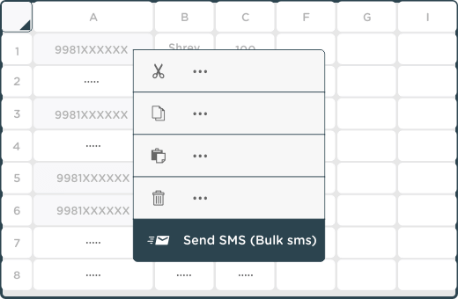 A B C F G I
1 9981XXXXXX Shrey 100
2 .....
3 9981XXXXXX
4 .....
5 9981XXXXXX
6 9981XXXXXX
7 .....
8 ..... ..... .....
...
...
...
...
Send SMS (Bulk sms)